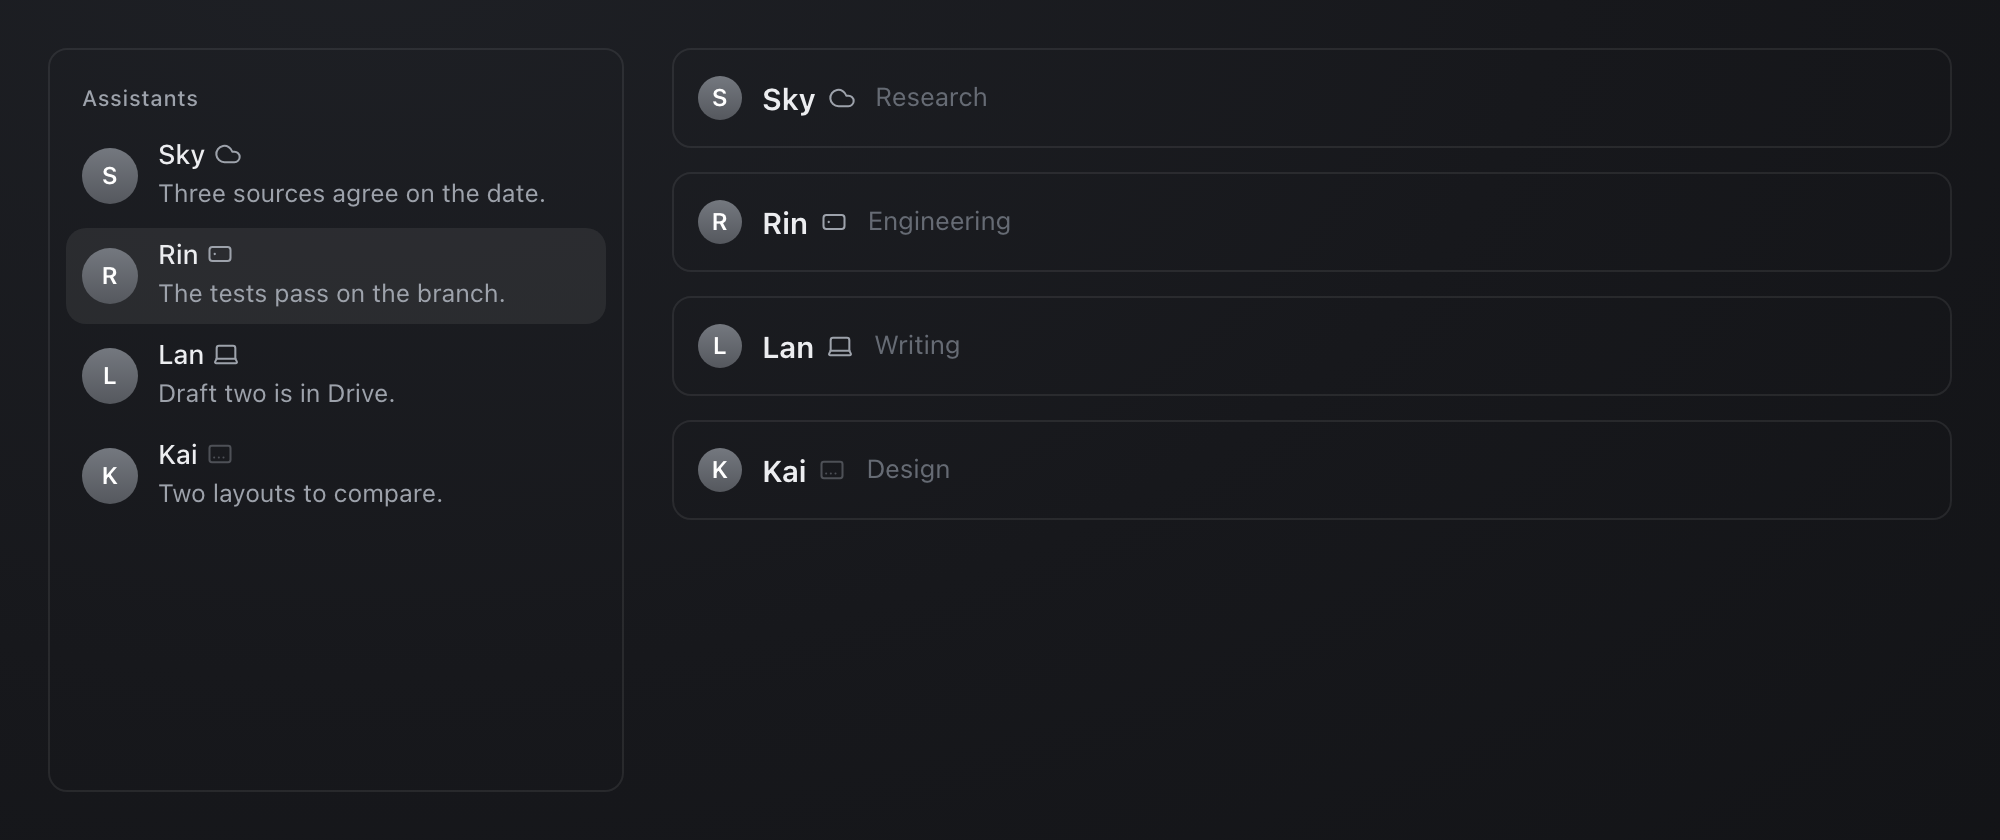 Assistants
S
Sky
Three sources agree on the date.
R
Rin
The tests pass on the branch.
L
Lan
Draft two is in Drive.
K
Kai
Two layouts to compare.
S Sky Research
R Rin Engineering
L Lan Writing
K Kai Design